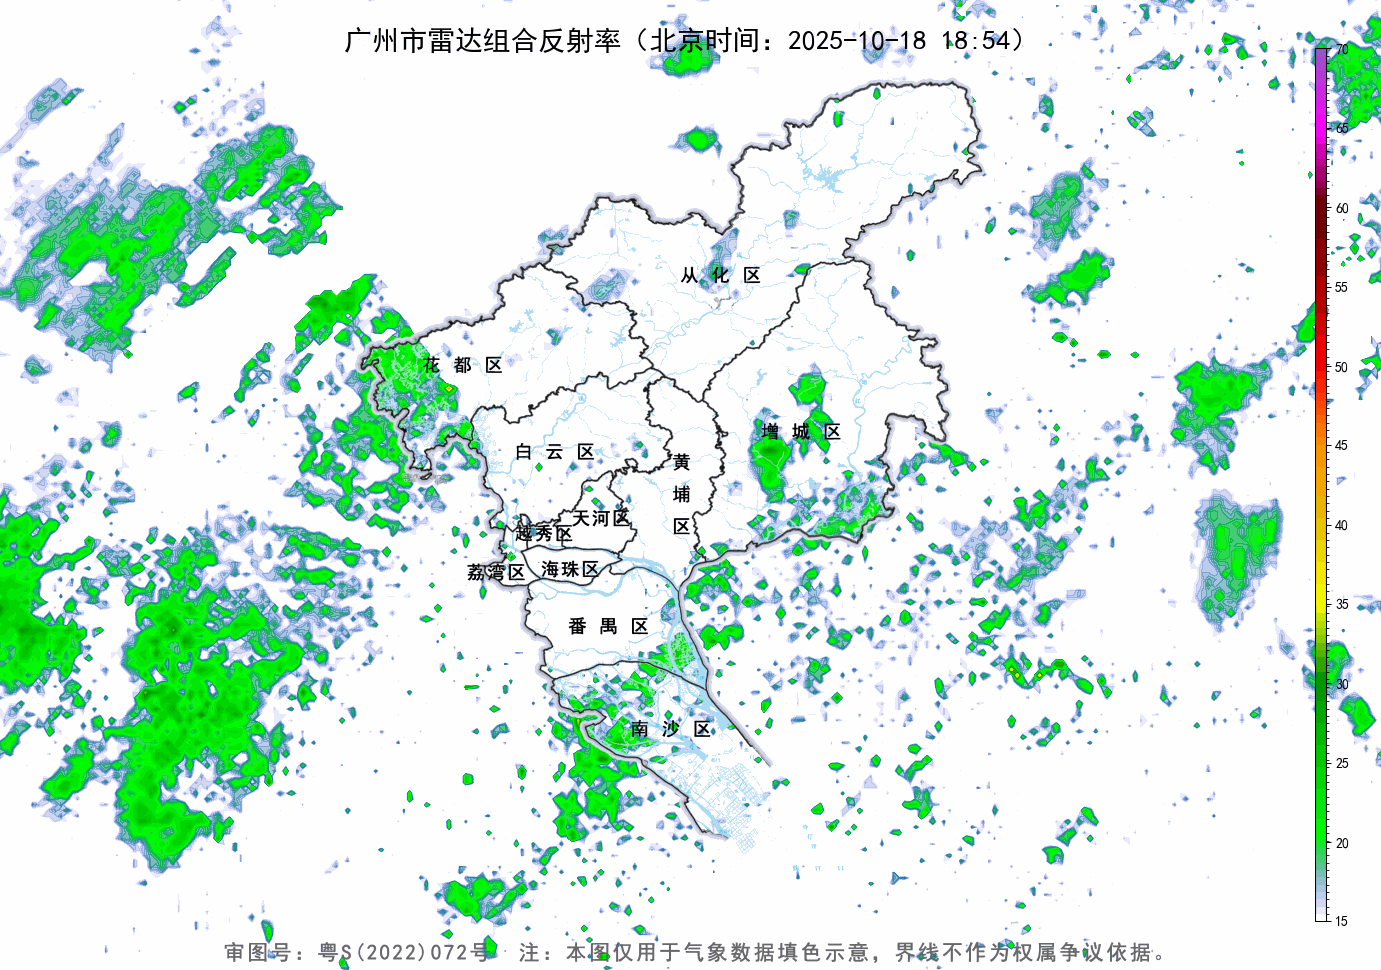 广州市雷达组合反射率（北京时间：2025-10-18 18:54）
70
65
60
55
50
45
40
35
30
25
20
15
从化区
花都区
增城区
白云区
黄埔区
天河区
越秀区
荔湾区
海珠区
番禺区
南沙区
审图号：粤S(2022)072号 注：本图仅用于气象数据填色示意，界线不作为权属争议依据。